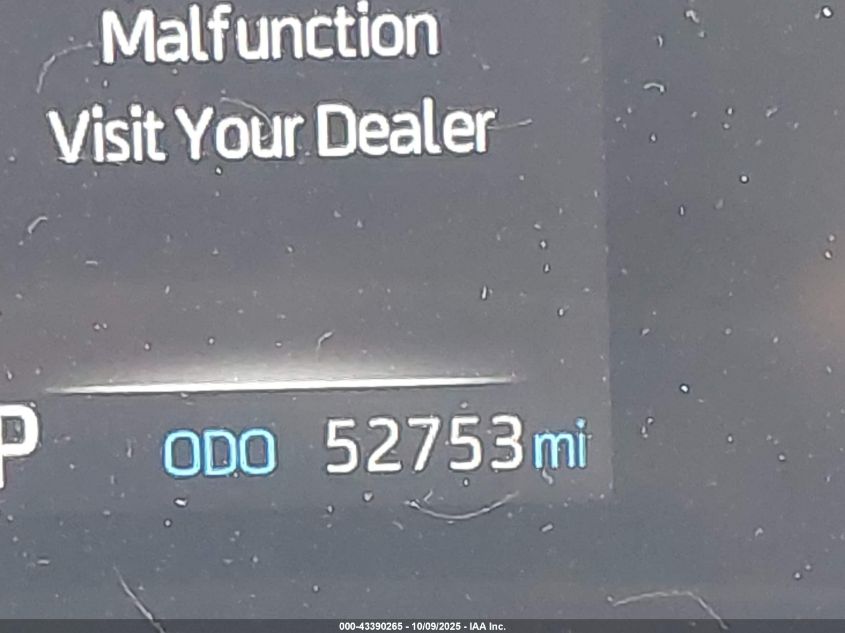 Malfunction
Visit Your Dealer
P
ODO 52753 mi
000-43390265 - 10/09/2025 - IAA Inc.